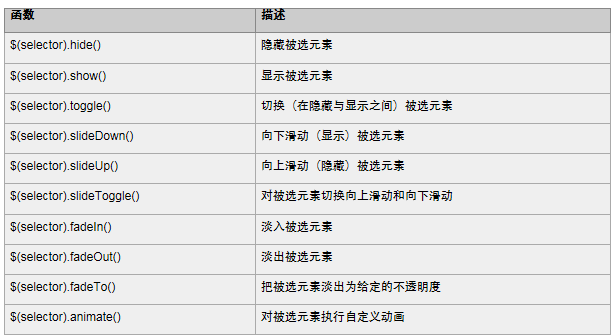 函数 描述
$(selector).hide() 隐藏被选元素
$(selector).show() 显示被选元素
$(selector).toggle() 切换（在隐藏与显示之间）被选元素
$(selector).slideDown() 向下滑动（显示）被选元素
$(selector).slideUp() 向上滑动（隐藏）被选元素
$(selector).slideToggle() 对被选元素切换向上滑动和向下滑动
$(selector).fadeIn() 淡入被选元素
$(selector).fadeOut() 淡出被选元素
$(selector).fadeTo() 把被选元素淡出为给定的不透明度
$(selector).animate() 对被选元素执行自定义动画